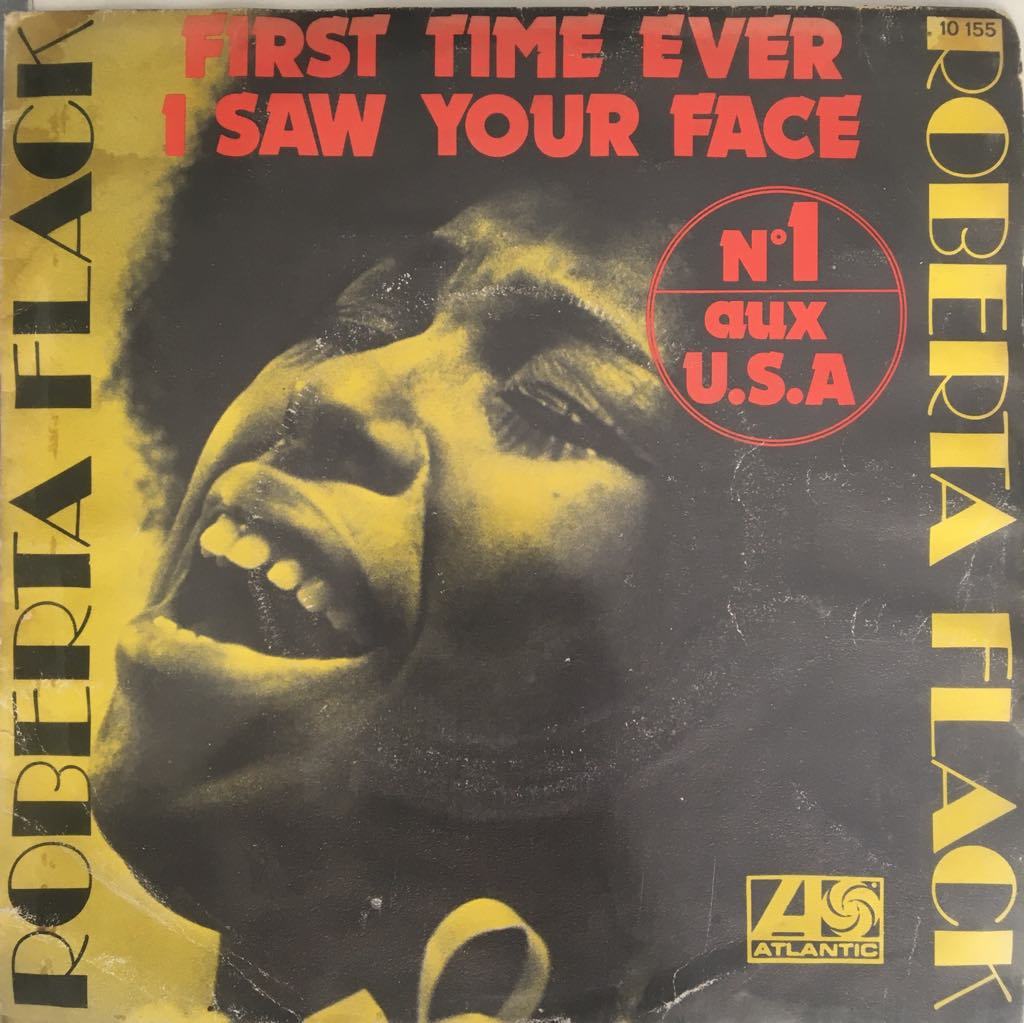 FIRST TIME EVER
I SAW YOUR FACE
10 155
ROBERTA FLACK
ROBERTA FLACK
N°1
aux
U.S.A
ATLANTIC